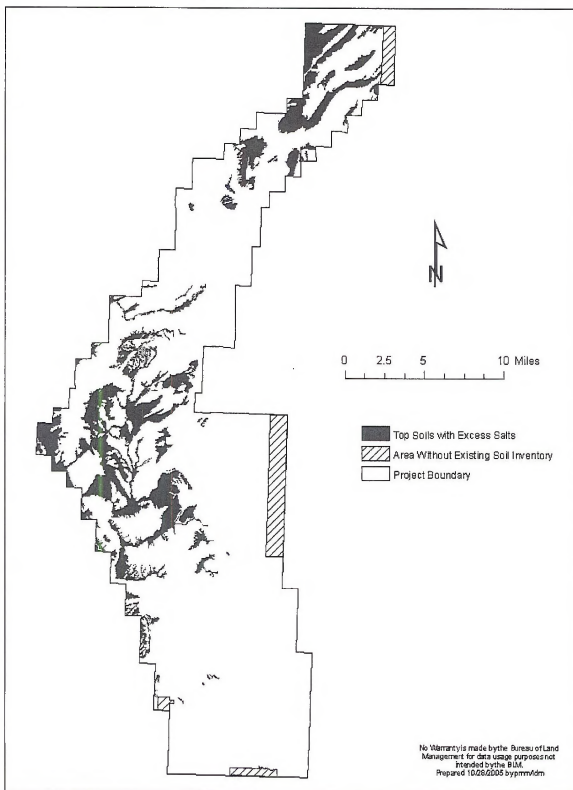 N
0 2.5 5 10 Miles
Top Soils with Excess Salts
Area Without Existing Soil Inventory
Project Boundary
No Warranty is made by the Bureau of Land
Management for data usage purposes not
intended by the BLM.
Prepared 10/28/2005 by pmm/ldm